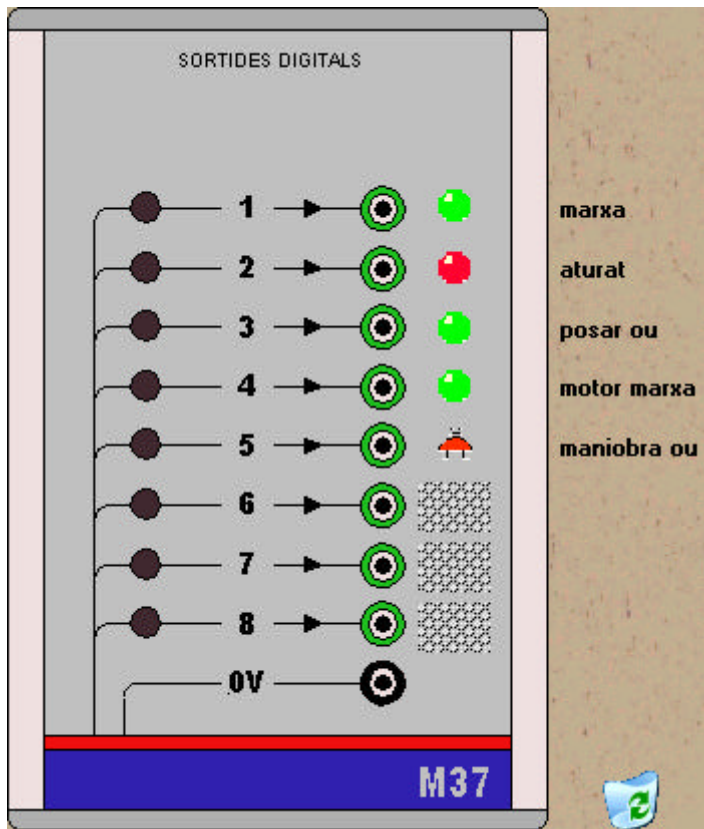 SORTIDES DIGITALS
1 marxa
2 aturat
3 posar ou
4 motor marxa
5 maniobra ou
6
7
8
0V
M37